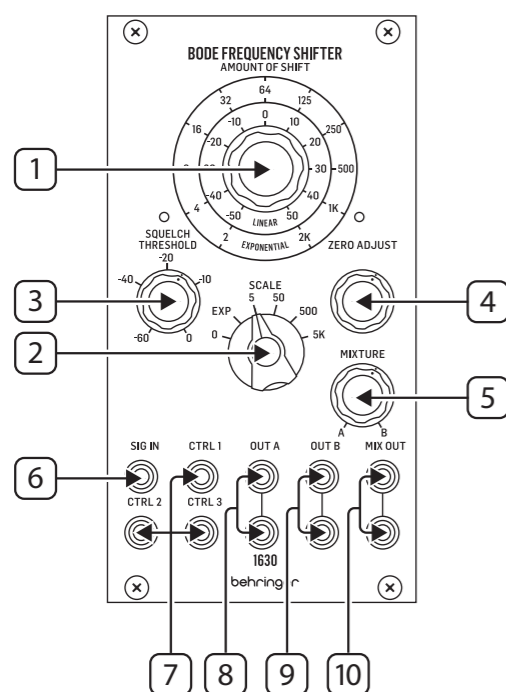 BODE FREQUENCY SHIFTER
AMOUNT OF SHIFT
64
32 125
0
-10 10
16 250
-20 20
1
30 500
-40 40
4 1K
-50 50
LINEAR
2 2K
EXPONENTIAL
SQUELCH
THRESHOLD
ZERO ADJUST
-20
-40 -10
-60 0
3
SCALE
5 50
EXP 500
0 5K
4
2
MIXTURE
A B
5
SIG IN CTRL 1 OUT A OUT B MIX OUT
6
CTRL 2 CTRL 3
1630
behringer
7 8 9 10